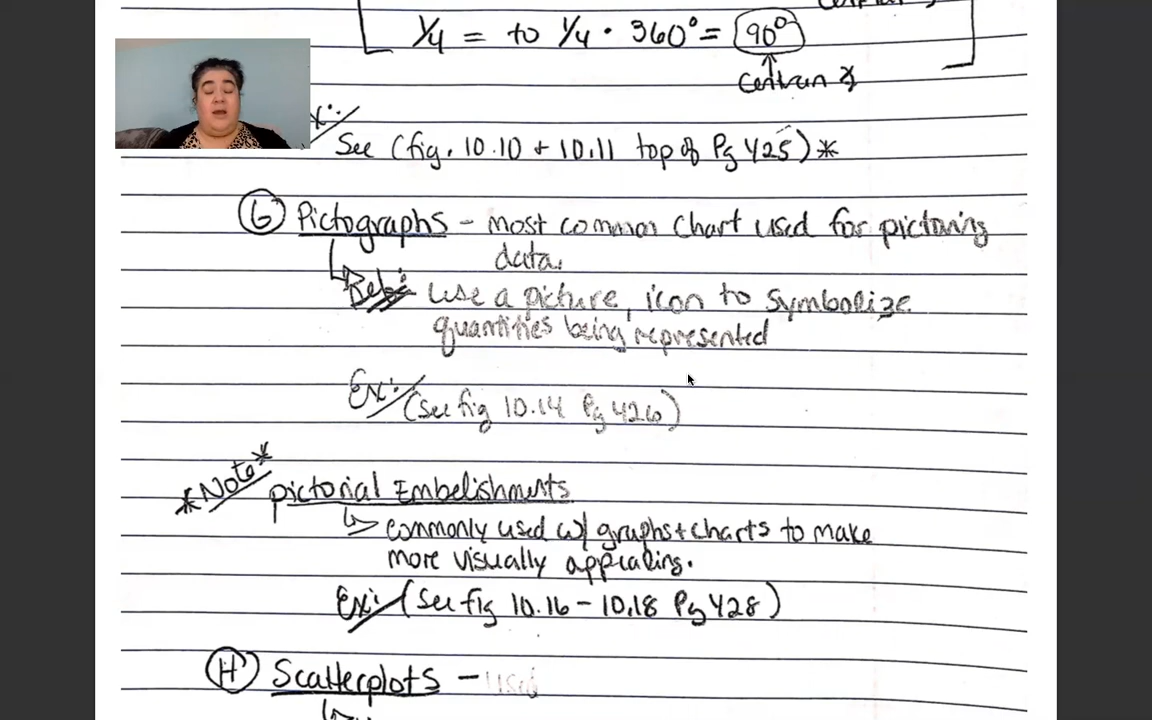 1/4 = to 1/4 • 360° = 90°
Ex:
See (fig. 10.10 + 10.11 top of Pg 425)*
G Pictographs - most common chart used for picturing
data.
Def: use a picture, icon to symbolize
quantities being represented
Ex: (See fig 10.14 Pg 426)
*Note*
pictorial Embelishments
commonly used w/ graphs + charts to make
more visually appealing.
Ex: (See fig 10.16 - 10.18 Pg 428)
H Scatterplots - used